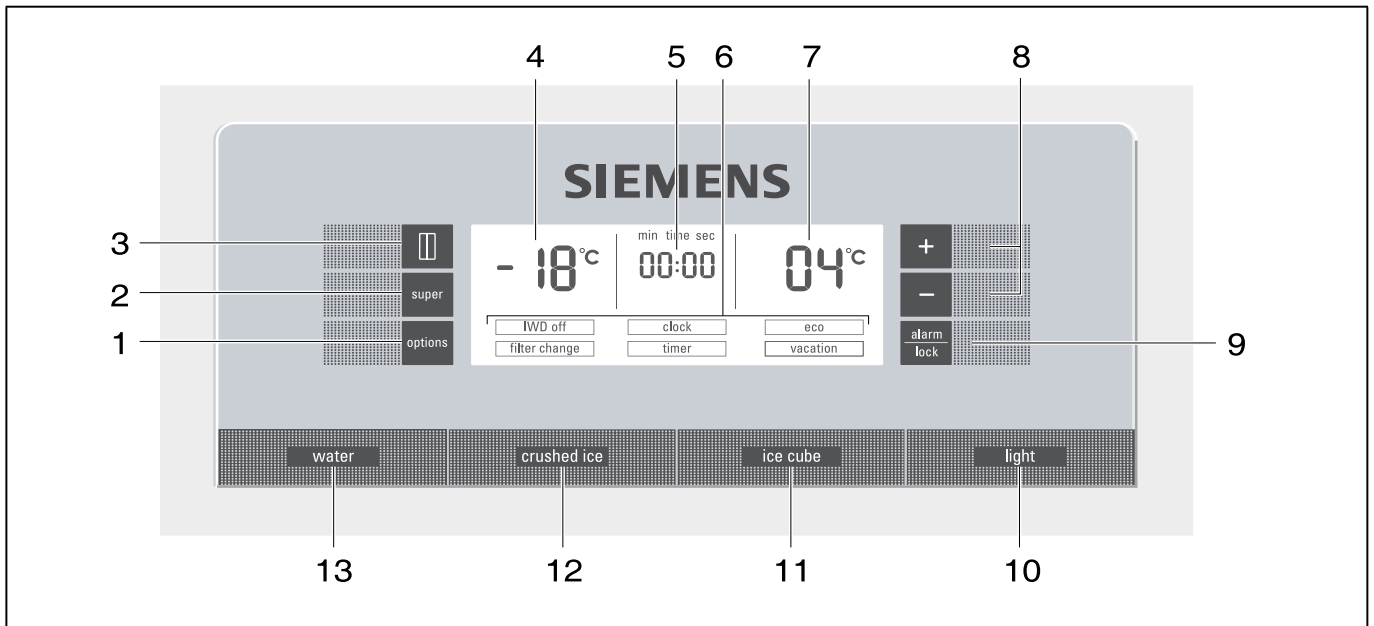 4 5 6 7 8
SIEMENS
3
min time sec
- 18°C 00:00 04°C
+
2 super
−
1 options
IWD off clock eco
alarm
lock
9
filter change timer vacation
water crushed ice ice cube light
13 12 11 10